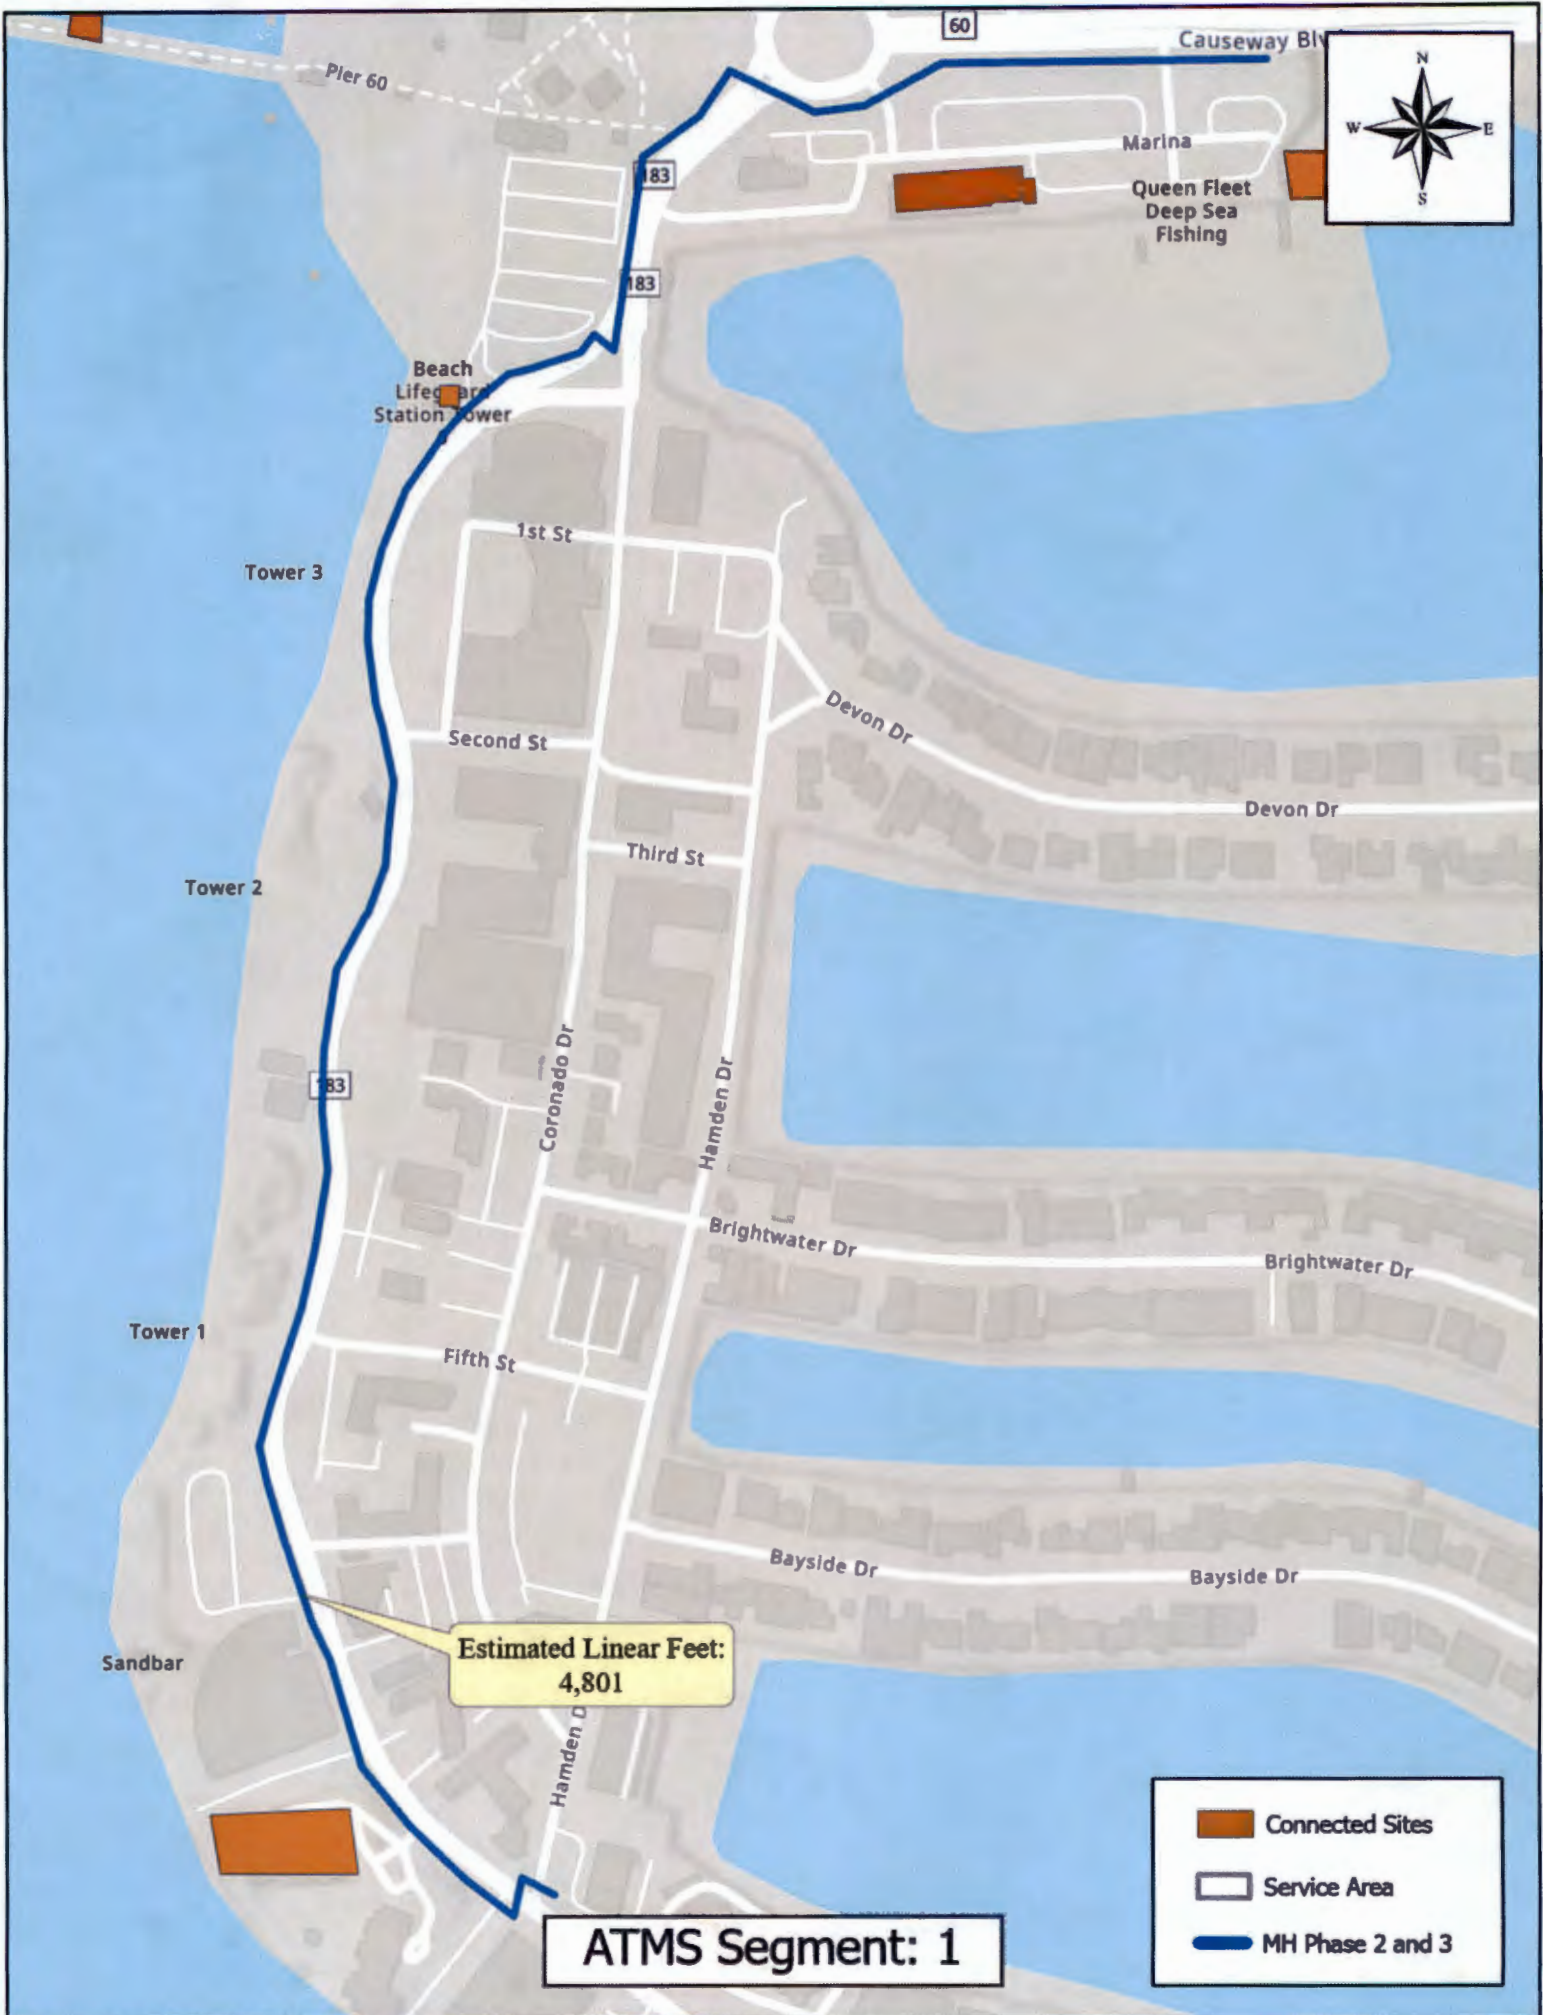 60
Causeway
N
W
E
S
Pier 60
Marina
183
Queen Fleet
Deep Sea
Fishing
183
Beach
Station
1st St
Tower 3
Devon Dr
Second St
Devon Dr
Third St
Tower 2
Coronado Dr
Hamden Dr
183
Brightwater Dr
Brightwater Dr
Tower 1
Fifth St
Bayside Dr
Bayside Dr
Estimated Linear Feet:
4,801
Sandbar
Hamden
Connected Sites
Service Area
MH Phase 2 and 3
ATMS Segment: 1